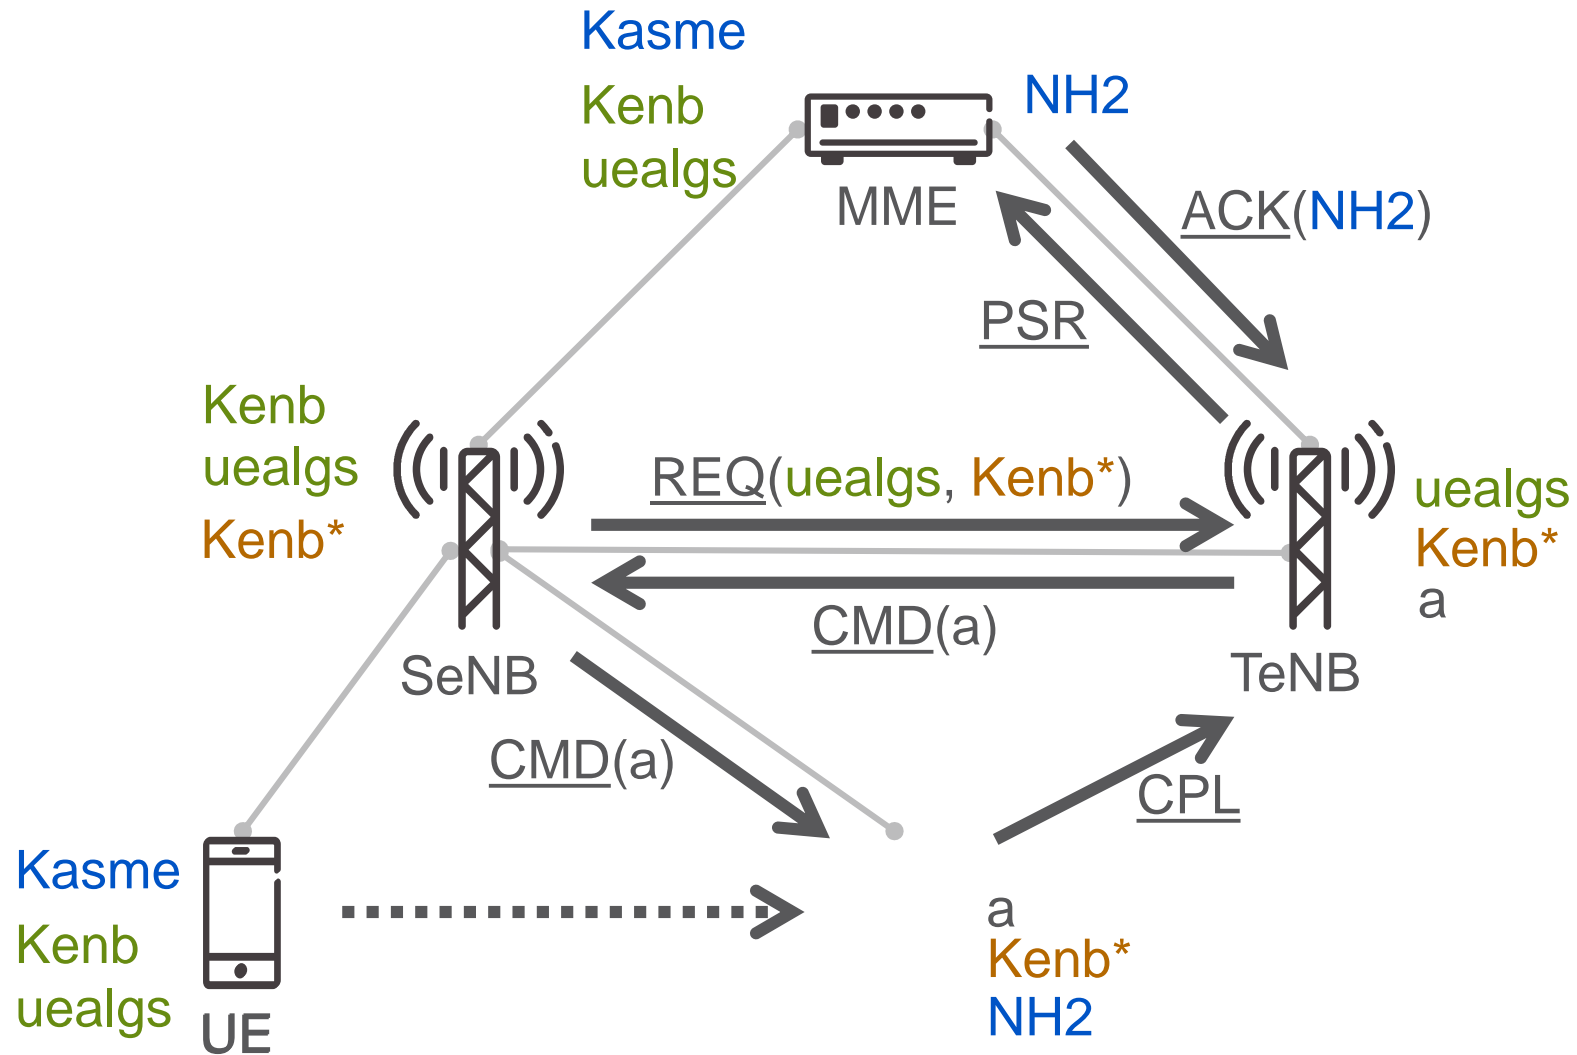 Kasme
Kenb
uealgs
NH2
MME
ACK(NH2)
PSR
Kenb
uealgs
Kenb*
REQ(uealgs, Kenb*)
uealgs
Kenb*
a
CMD(a)
SeNB
TeNB
CMD(a)
CPL
Kasme
Kenb
uealgs
UE
a
Kenb*
NH2